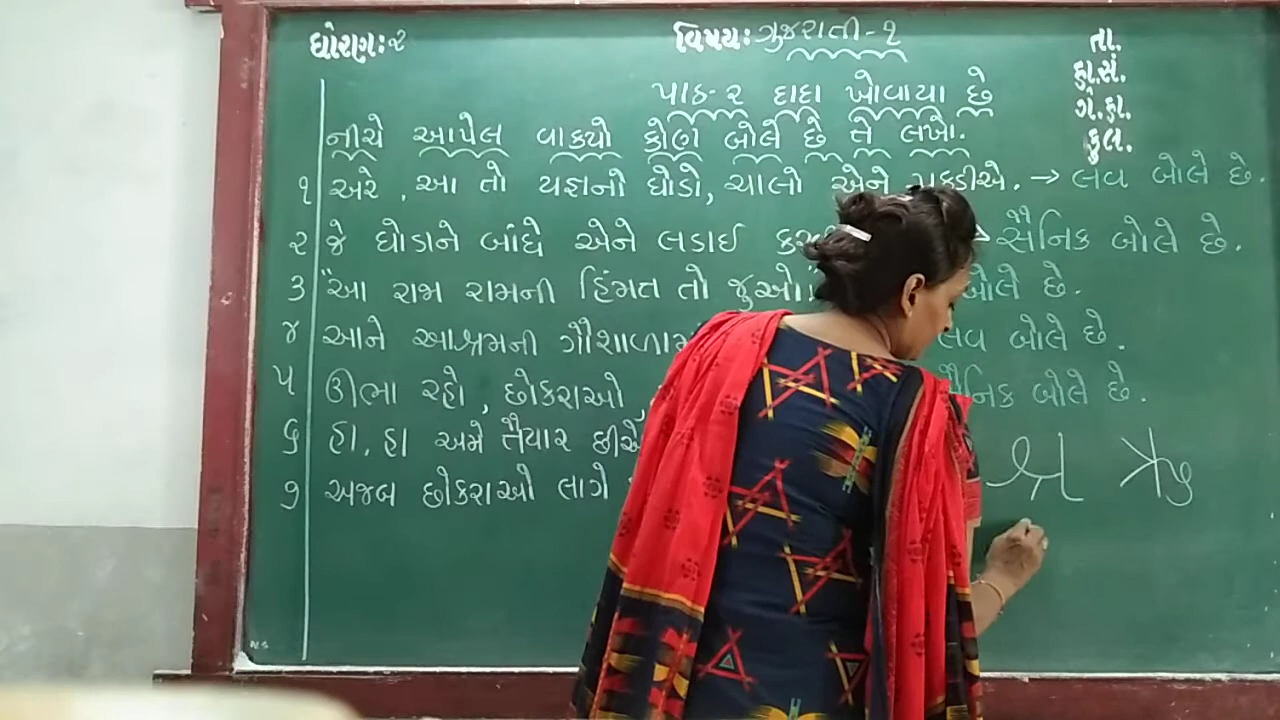 ધોરણઃ ૨ વિષયઃ ગુજરાતી - ૧ તા.
હા.સં.
પાઠ - ૨ દાદા ખોવાયા છે
ગે.હા.
નીચે આપેલ વાક્યો કોણ બોલે છે તે લખો. કુલ.
૧ અરે, આ તો યજ્ઞનો ઘોડો, ચાલો એને પકડીએ. → લવ બોલે છે.
૨ જે ઘોડાને બાંધે એને લડાઈ → સૈનિક બોલે છે.
૩ "આ રામ રામની હિંમત તો જુઓ।" બોલે છે.
૪ આને આશ્રમની ગૌશાળામાં લવ બોલે છે.
૫ ઊભા રહો, છોકરાઓ, સૈનિક બોલે છે.
૬ હા, હા અમે તૈયાર છીએ શ્ર ઋ
૭ અજબ છોકરાઓ લાગે